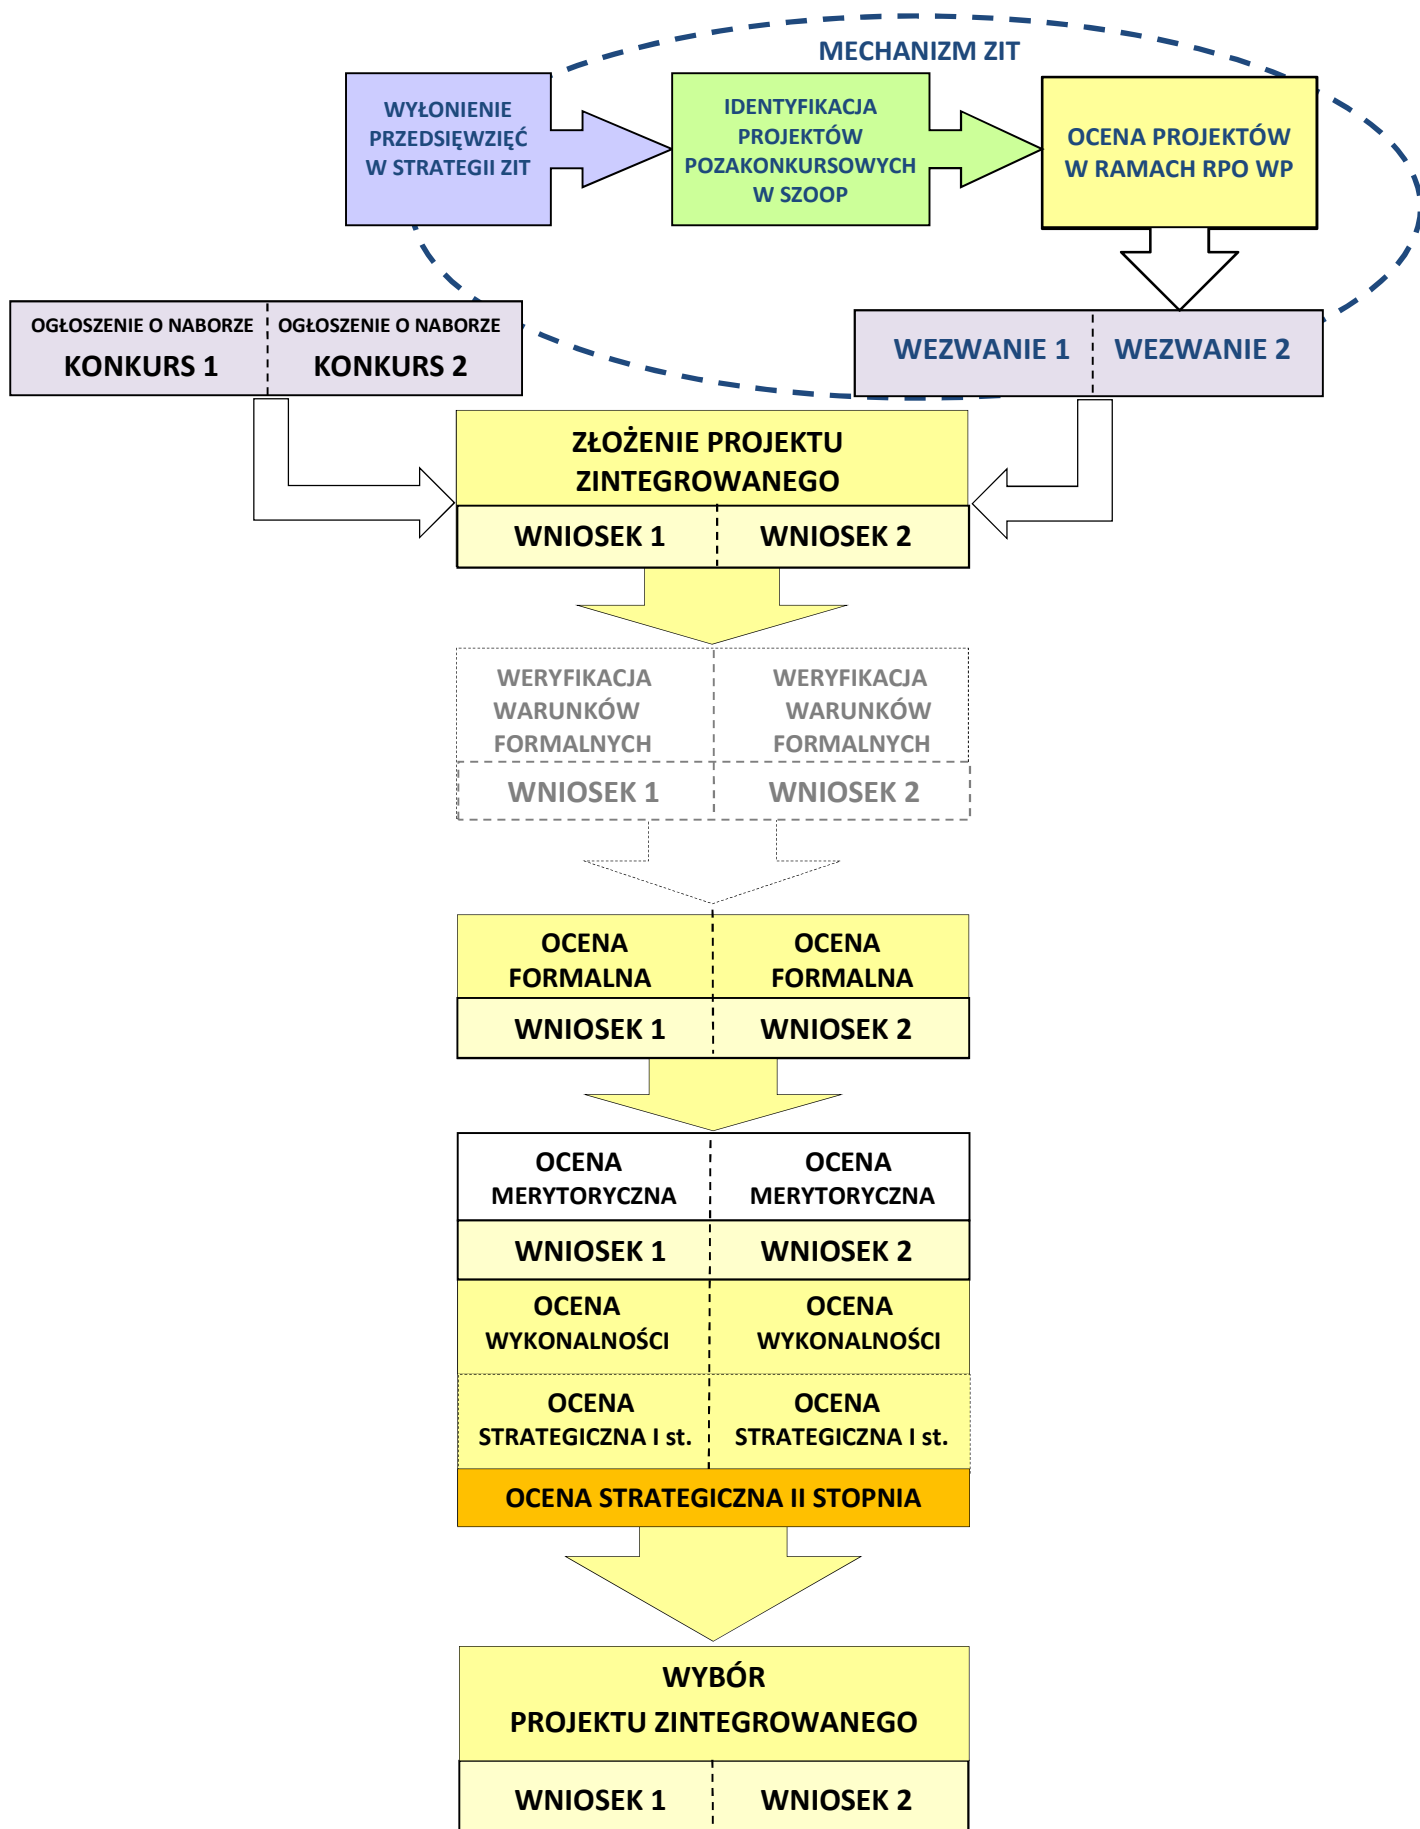 MECHANIZM ZIT
WYŁONIENIE
PRZEDSIĘWZIĘĆ
W STRATEGII ZIT
IDENTYFIKACJA
PROJEKTÓW
POZAKONKURSOWYCH
W SZOOP
OCENA PROJEKTÓW
W RAMACH RPO WP
OGŁOSZENIE O NABORZE
KONKURS 1
OGŁOSZENIE O NABORZE
KONKURS 2
WEZWANIE 1
WEZWANIE 2
ZŁOŻENIE PROJEKTU
ZINTEGROWANEGO
WNIOSEK 1
WNIOSEK 2
WERYFIKACJA
WARUNKÓW
FORMALNYCH
WERYFIKACJA
WARUNKÓW
FORMALNYCH
WNIOSEK 1
WNIOSEK 2
OCENA
FORMALNA
OCENA
FORMALNA
WNIOSEK 1
WNIOSEK 2
OCENA
MERYTORYCZNA
OCENA
MERYTORYCZNA
WNIOSEK 1
WNIOSEK 2
OCENA
WYKONALNOŚCI
OCENA
WYKONALNOŚCI
OCENA
STRATEGICZNA I st.
OCENA
STRATEGICZNA I st.
OCENA STRATEGICZNA II STOPNIA
WYBÓR
PROJEKTU ZINTEGROWANEGO
WNIOSEK 1
WNIOSEK 2